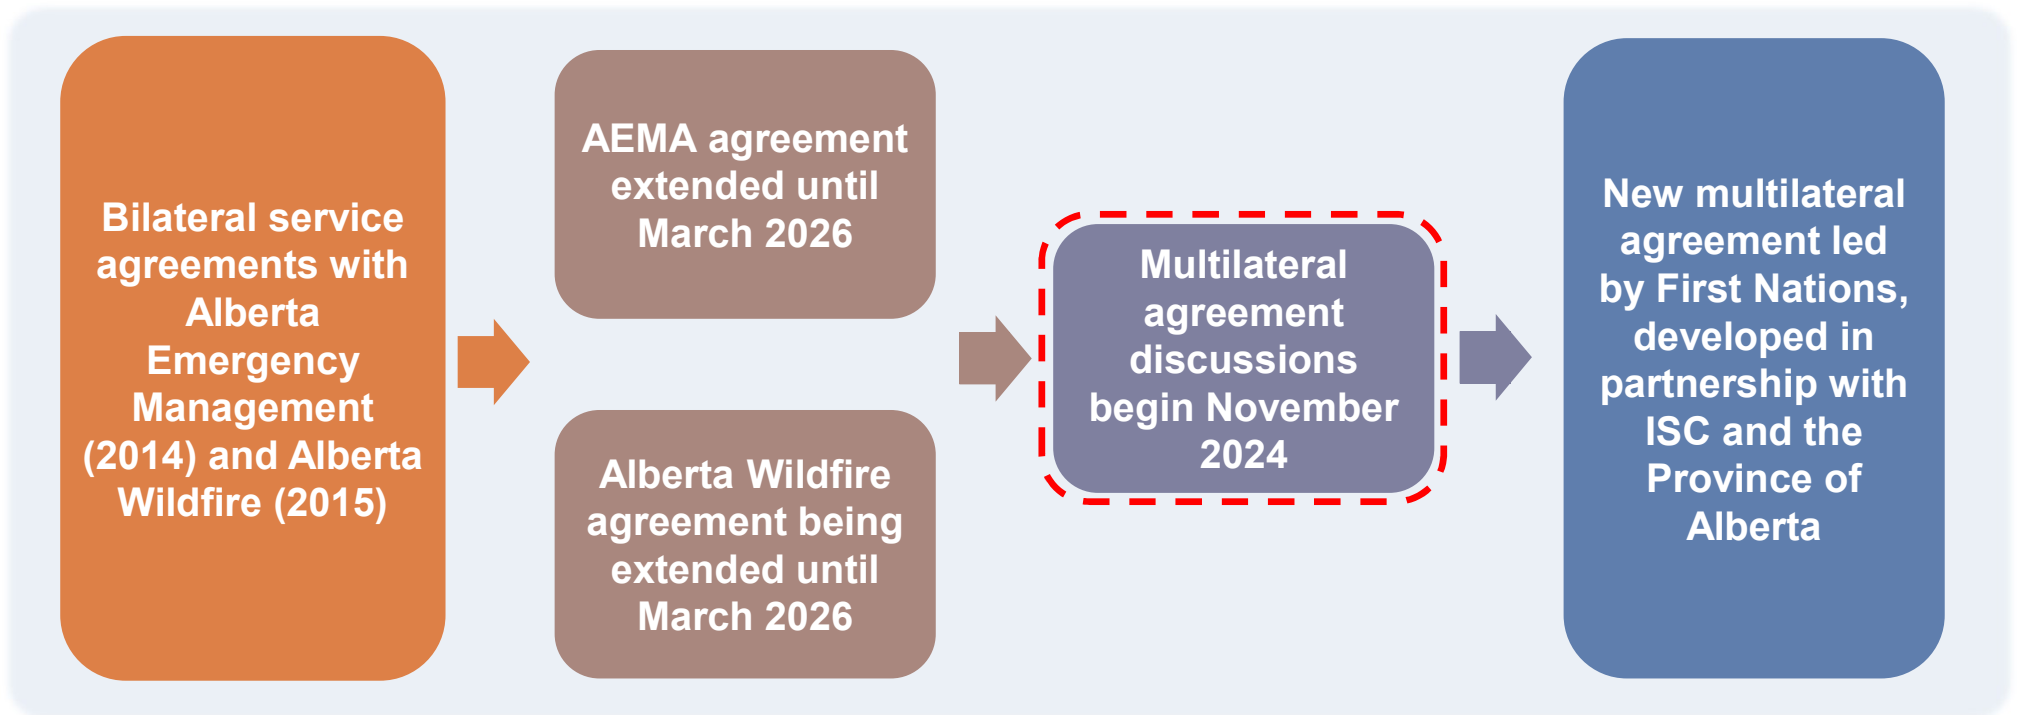 Bilateral service
agreements with
Alberta
Emergency
Management
(2014) and Alberta
Wildfire (2015)
AEMA agreement
extended until
March 2026
Alberta Wildfire
agreement being
extended until
March 2026
Multilateral
agreement
discussions
begin November
2024
New multilateral
agreement led
by First Nations,
developed in
partnership with
ISC and the
Province of
Alberta